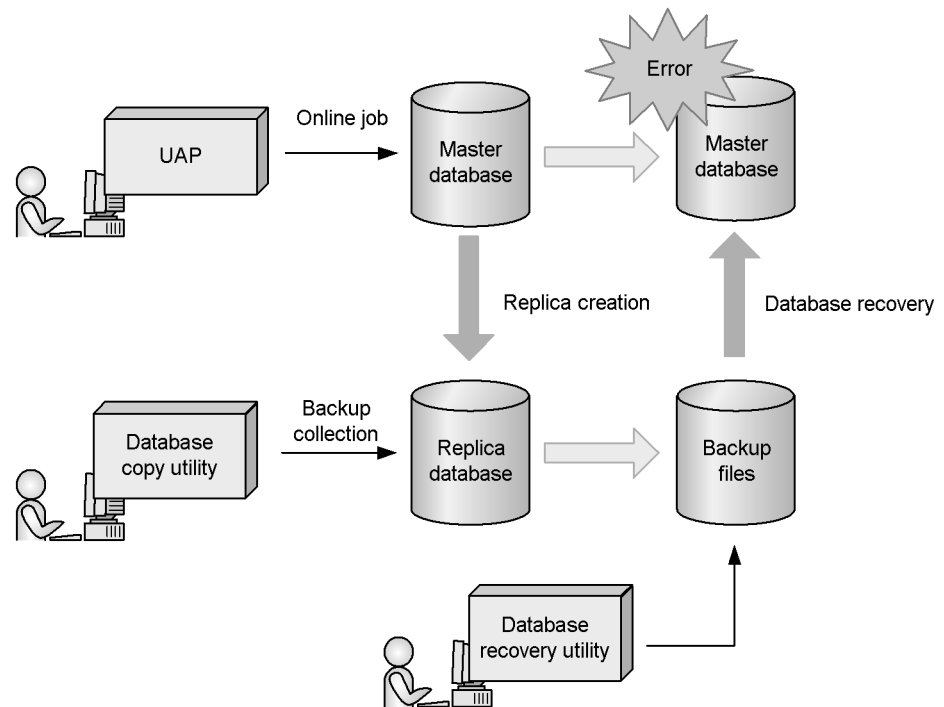 Error
Online job
UAP
Master
database
Master
database
Replica creation
Database recovery
Backup
collection
Database
copy utility
Replica
database
Backup
files
Database
recovery utility